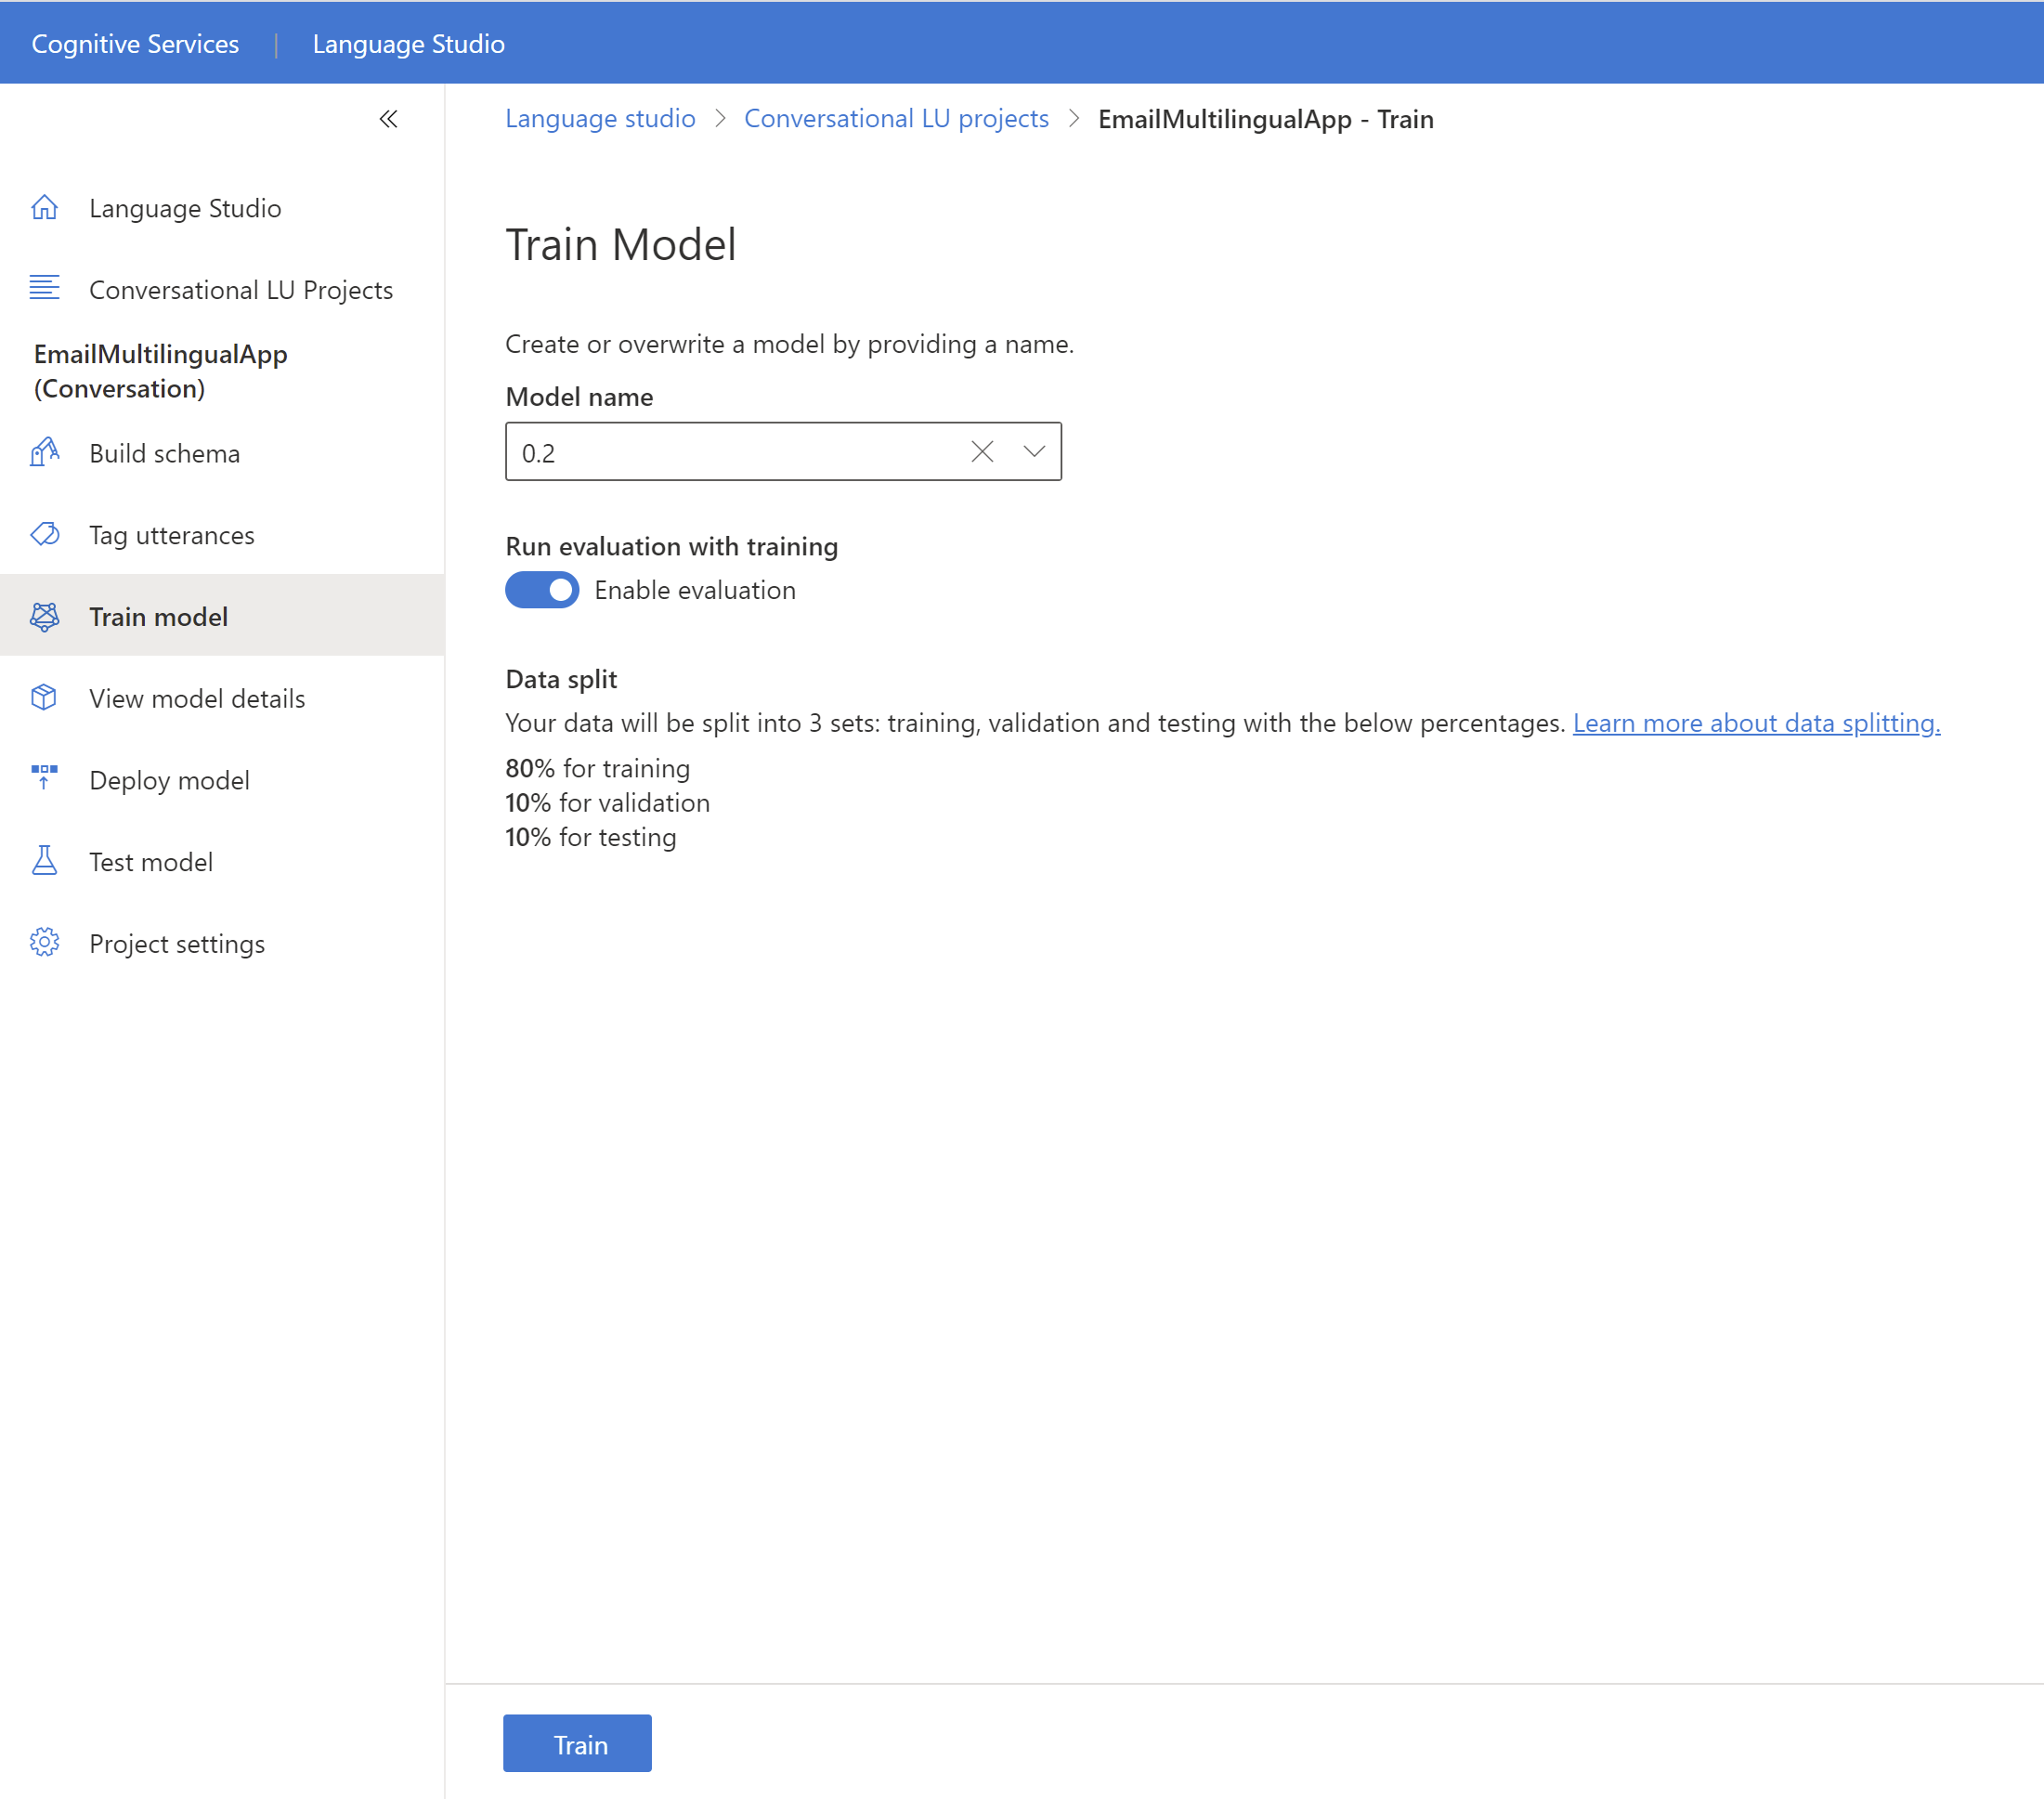 Cognitive Services | Language Studio
Language studio > Conversational LU projects > EmailMultilingualApp - Train
Language Studio
Conversational LU Projects
EmailMultilingualApp
(Conversation)
Build schema
Tag utterances
Train model
View model details
Deploy model
Test model
Project settings
Train Model
Create or overwrite a model by providing a name.
Model name
0.2
Run evaluation with training
Enable evaluation
Data split
Your data will be split into 3 sets: training, validation and testing with the below percentages. Learn more about data splitting.
80% for training
10% for validation
10% for testing
Train